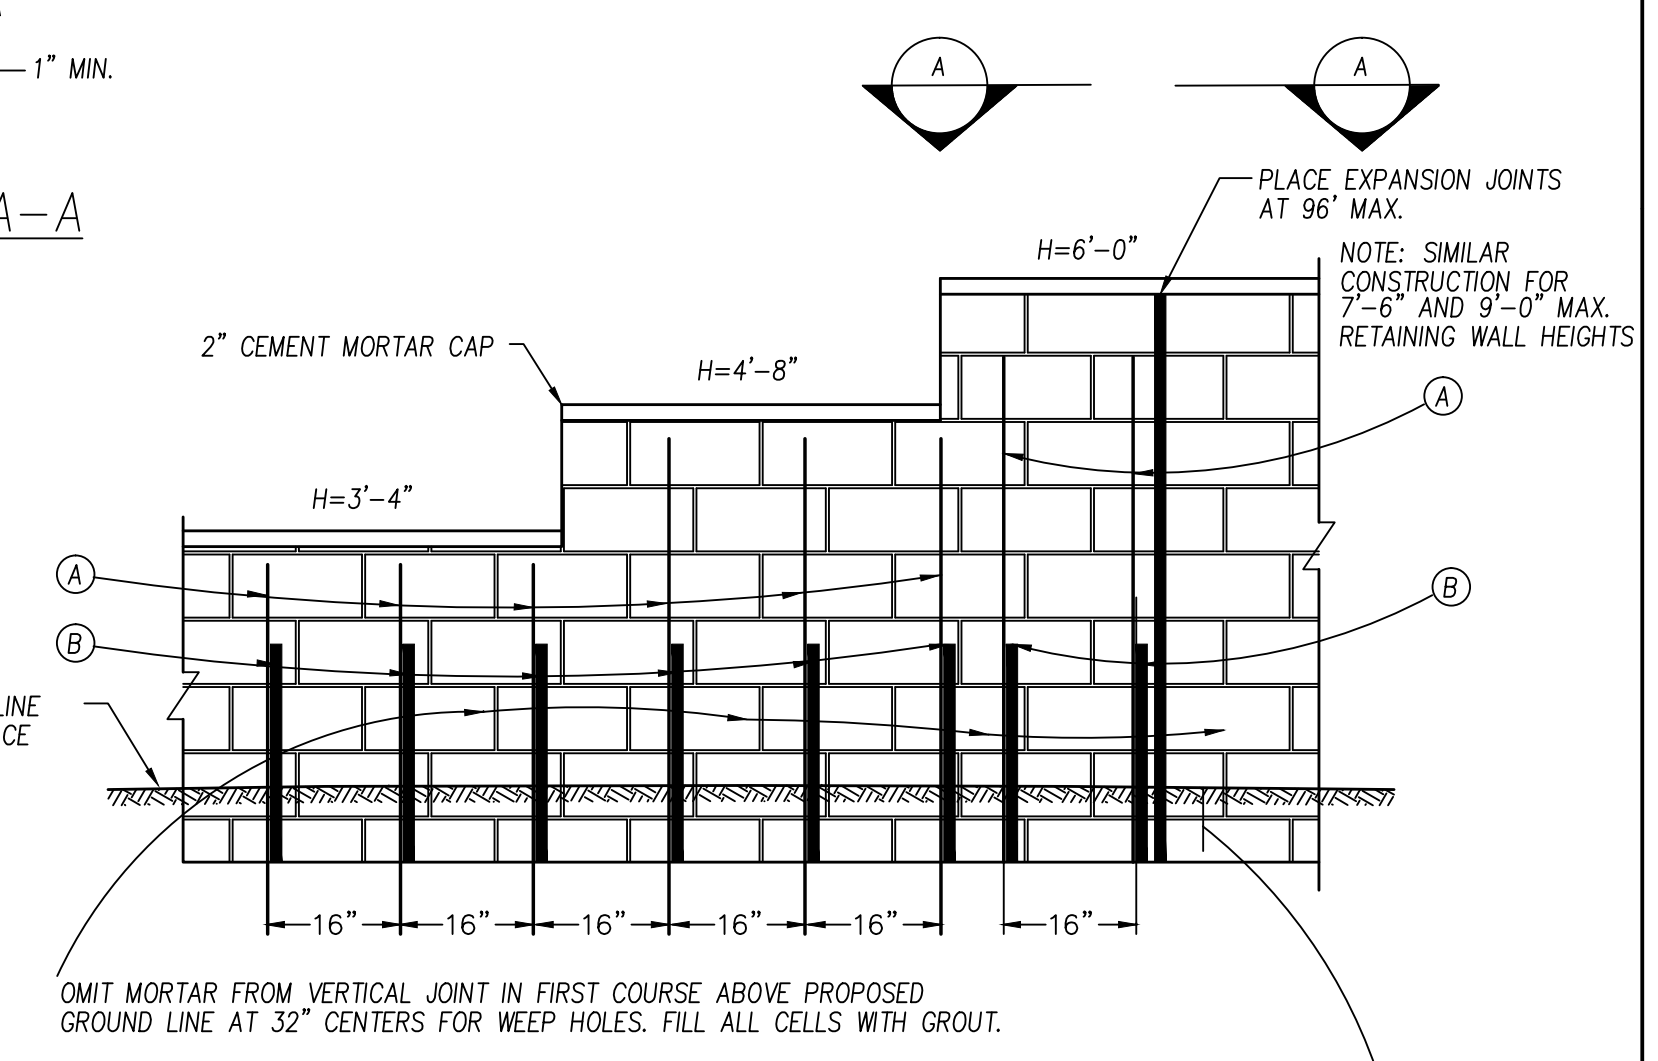 1" MIN.
A
A
A-A
PLACE EXPANSION JOINTS
AT 96' MAX.
H=6'-0"
NOTE: SIMILAR
CONSTRUCTION FOR
7'-6" AND 9'-0" MAX.
RETAINING WALL HEIGHTS
2" CEMENT MORTAR CAP
H=4'-8"
A
H=3'-4"
A
B
B
LINE
CE
16"
16"
16"
16"
16"
16"
OMIT MORTAR FROM VERTICAL JOINT IN FIRST COURSE ABOVE PROPOSED
GROUND LINE AT 32" CENTERS FOR WEEP HOLES. FILL ALL CELLS WITH GROUT.